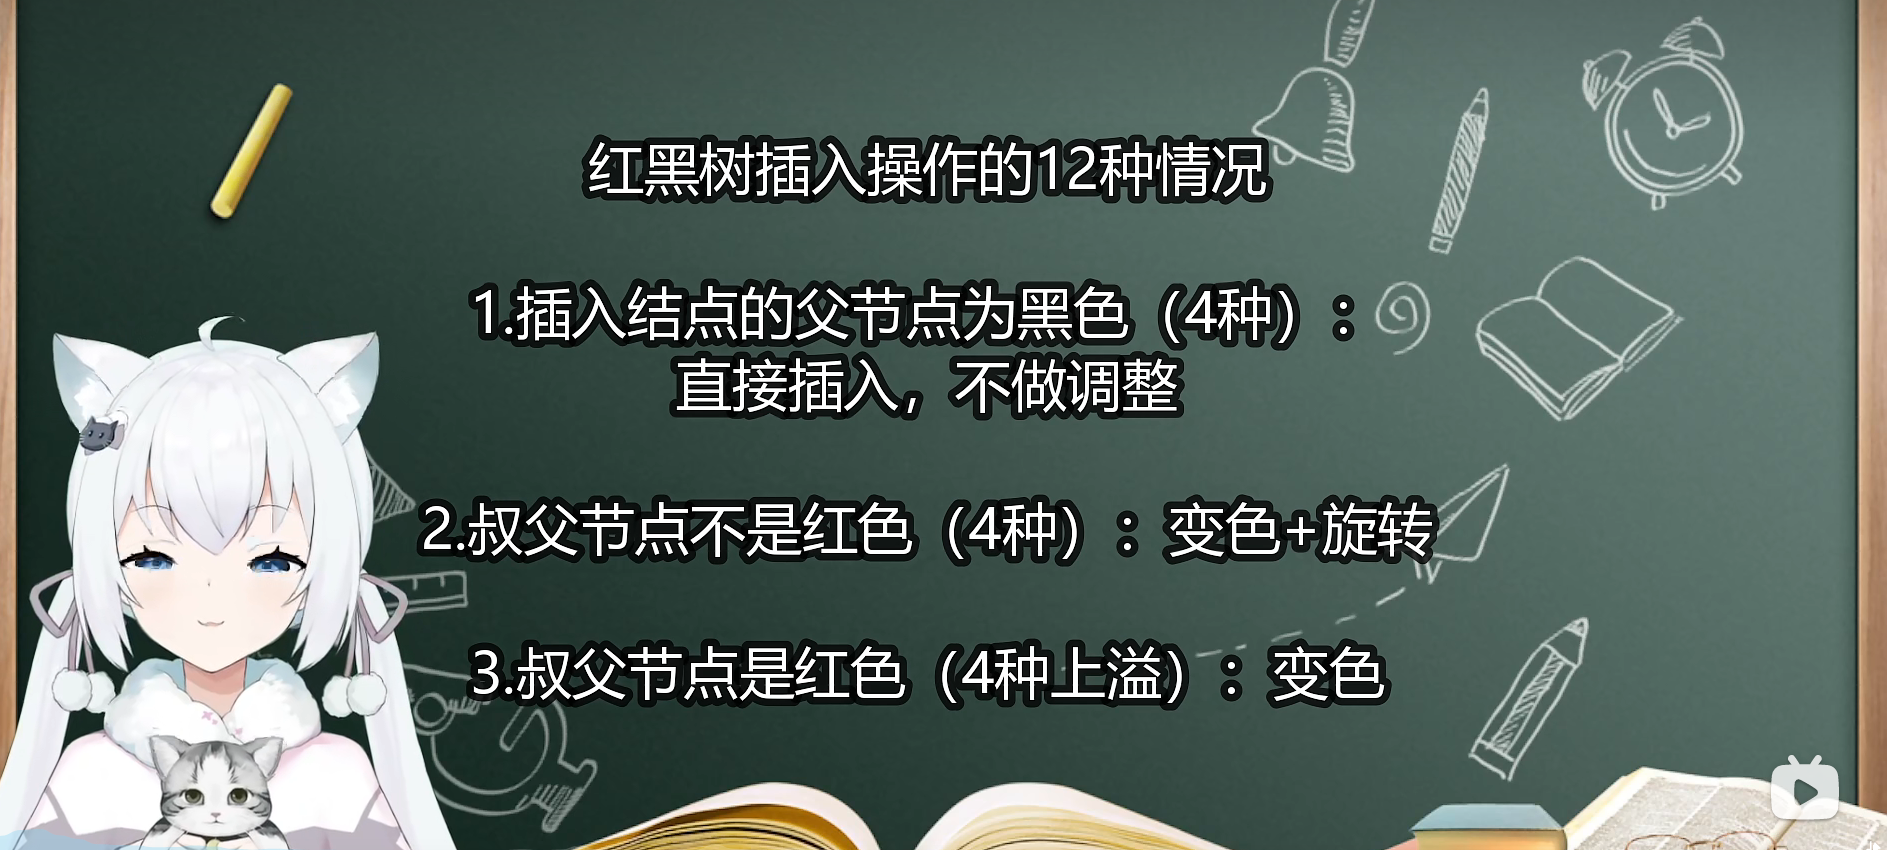 红黑树插入操作的12种情况
1.插入结点的父节点为黑色（4种）：
直接插入，不做调整
2.叔父节点不是红色（4种）：变色+旋转
3.叔父节点是红色（4种上溢）：变色